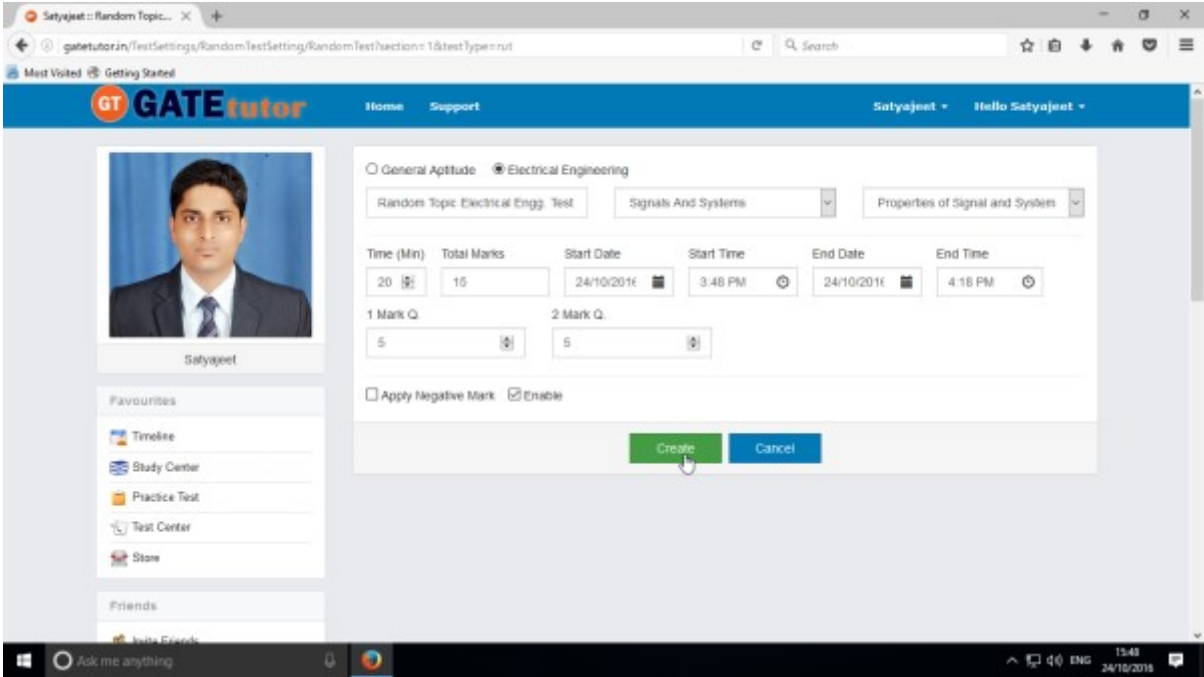 Satyajeet :: Random Topic...
gatetutor.in/TestSettings/RandomTestSetting/RandomTest?section=1&testType=rut
Search
Most Visited Getting Started
GT GATEtutor Home Support Satyajeet Hello Satyajeet
General Aptitude Electrical Engineering
Random Topic Electrical Engg. Test Signals And Systems Properties of Signal and System
Time (Min) Total Marks Start Date Start Time End Date End Time
20 15 24/10/2016 3:48 PM 24/10/2016 4:18 PM
1 Mark Q. 2 Mark Q.
5 5
Satyajeet
Apply Negative Mark Enable
Favourites
Timeline
Create Cancel
Study Center
Practice Test
Test Center
Store
Friends
Invite Friends
Ask me anything ENG 15:48
24/10/2016